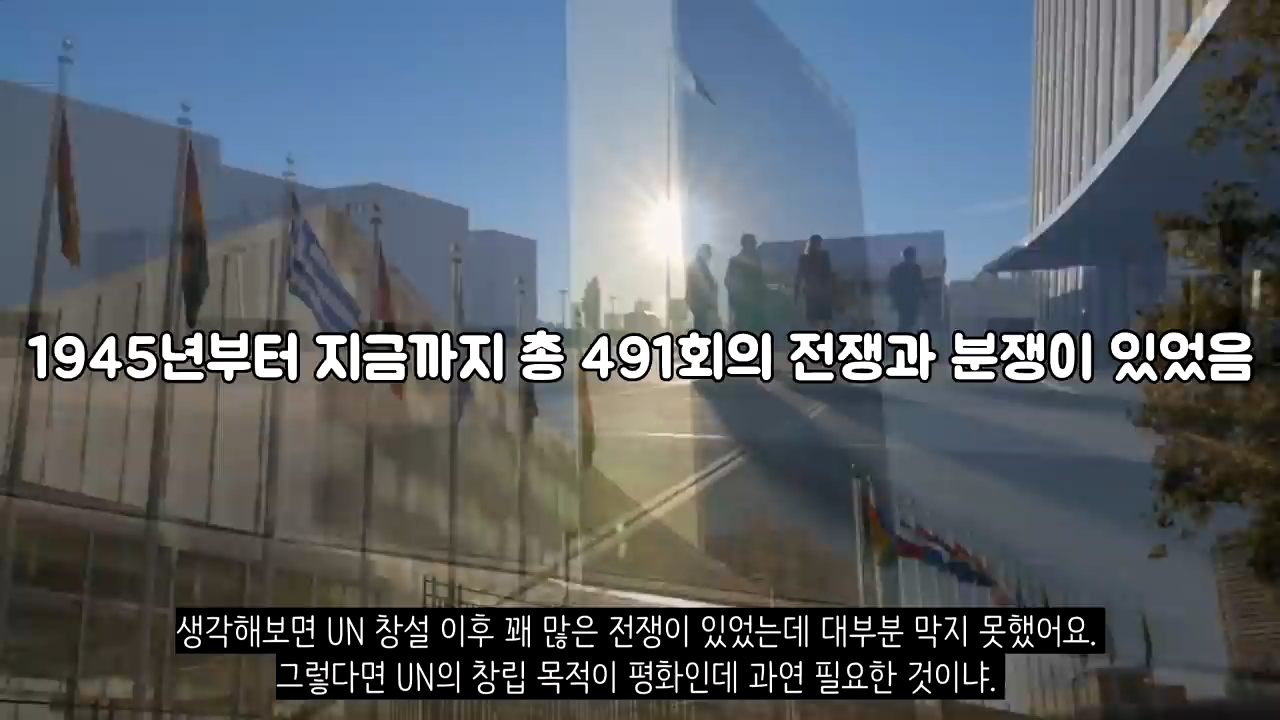 1945년부터 지금까지 총 491회의 전쟁과 분쟁이 있었음
생각해보면 UN 창설 이후 꽤 많은 전쟁이 있었는데 대부분 막지 못했어요.
그렇다면 UN의 창립 목적이 평화인데 과연 필요한 것이냐.